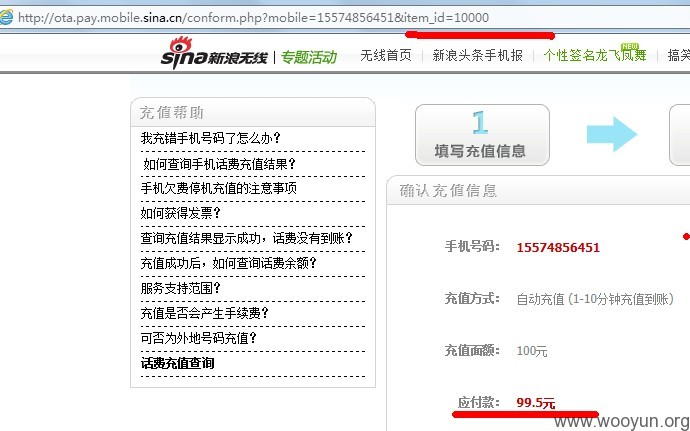 http://ota.pay.mobile.sina.cn/conform.php?mobile=15574856451&item_id=10000
sina新浪无线 | 专题活动 无线首页 新浪头条手机报 个性签名龙飞凤舞 NEW 搞笑
充值帮助
我充错手机号码了怎么办?
如何查询手机话费充值结果?
手机欠费停机充值的注意事项
如何获得发票?
查询充值结果显示成功，话费没有到账?
充值成功后，如何查询话费余额?
服务支持范围?
充值是否会产生手续费?
可否为外地号码充值?
话费充值查询
1
填写充值信息
确认充值信息
手机号码: 15574856451
充值方式: 自动充值 (1-10分钟充值到账)
充值面额: 100元
应付款: 99.5元
www.wooyun.org